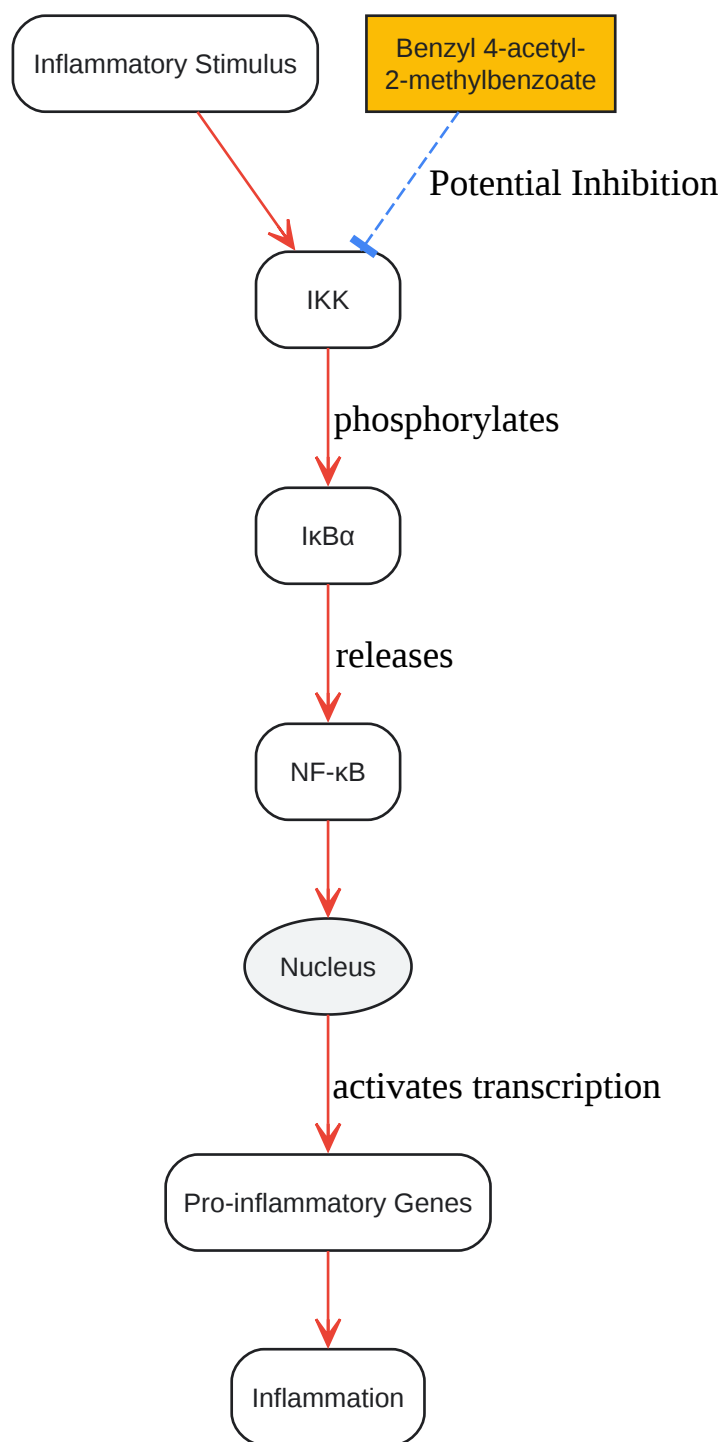 Inflammatory Stimulus
Benzyl 4-acetyl-
2-methylbenzoate
Potential Inhibition
IKK
phosphorylates
IκBα
releases
NF-κB
Nucleus
activates transcription
Pro-inflammatory Genes
Inflammation